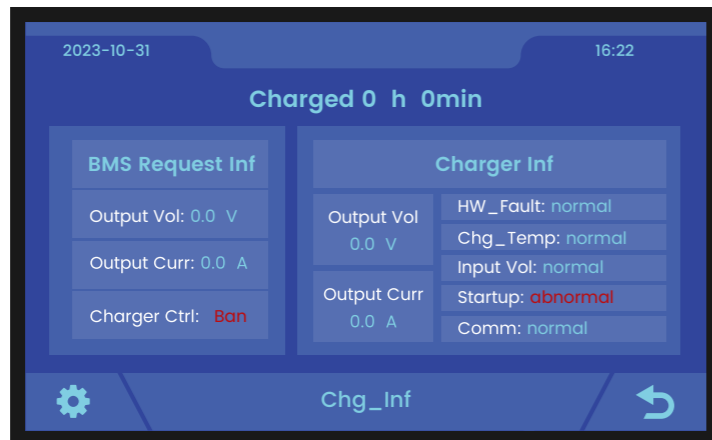 2023-10-31
16:22
Charged 0 h 0min
BMS Request Inf
Output Vol: 0.0 V
Output Curr: 0.0 A
Charger Ctrl: Ban
Charger Inf
Output Vol
0.0 V
Output Curr
0.0 A
HW_Fault: normal
Chg_Temp: normal
Input Vol: normal
Startup: abnormal
Comm: normal
Chg_Inf